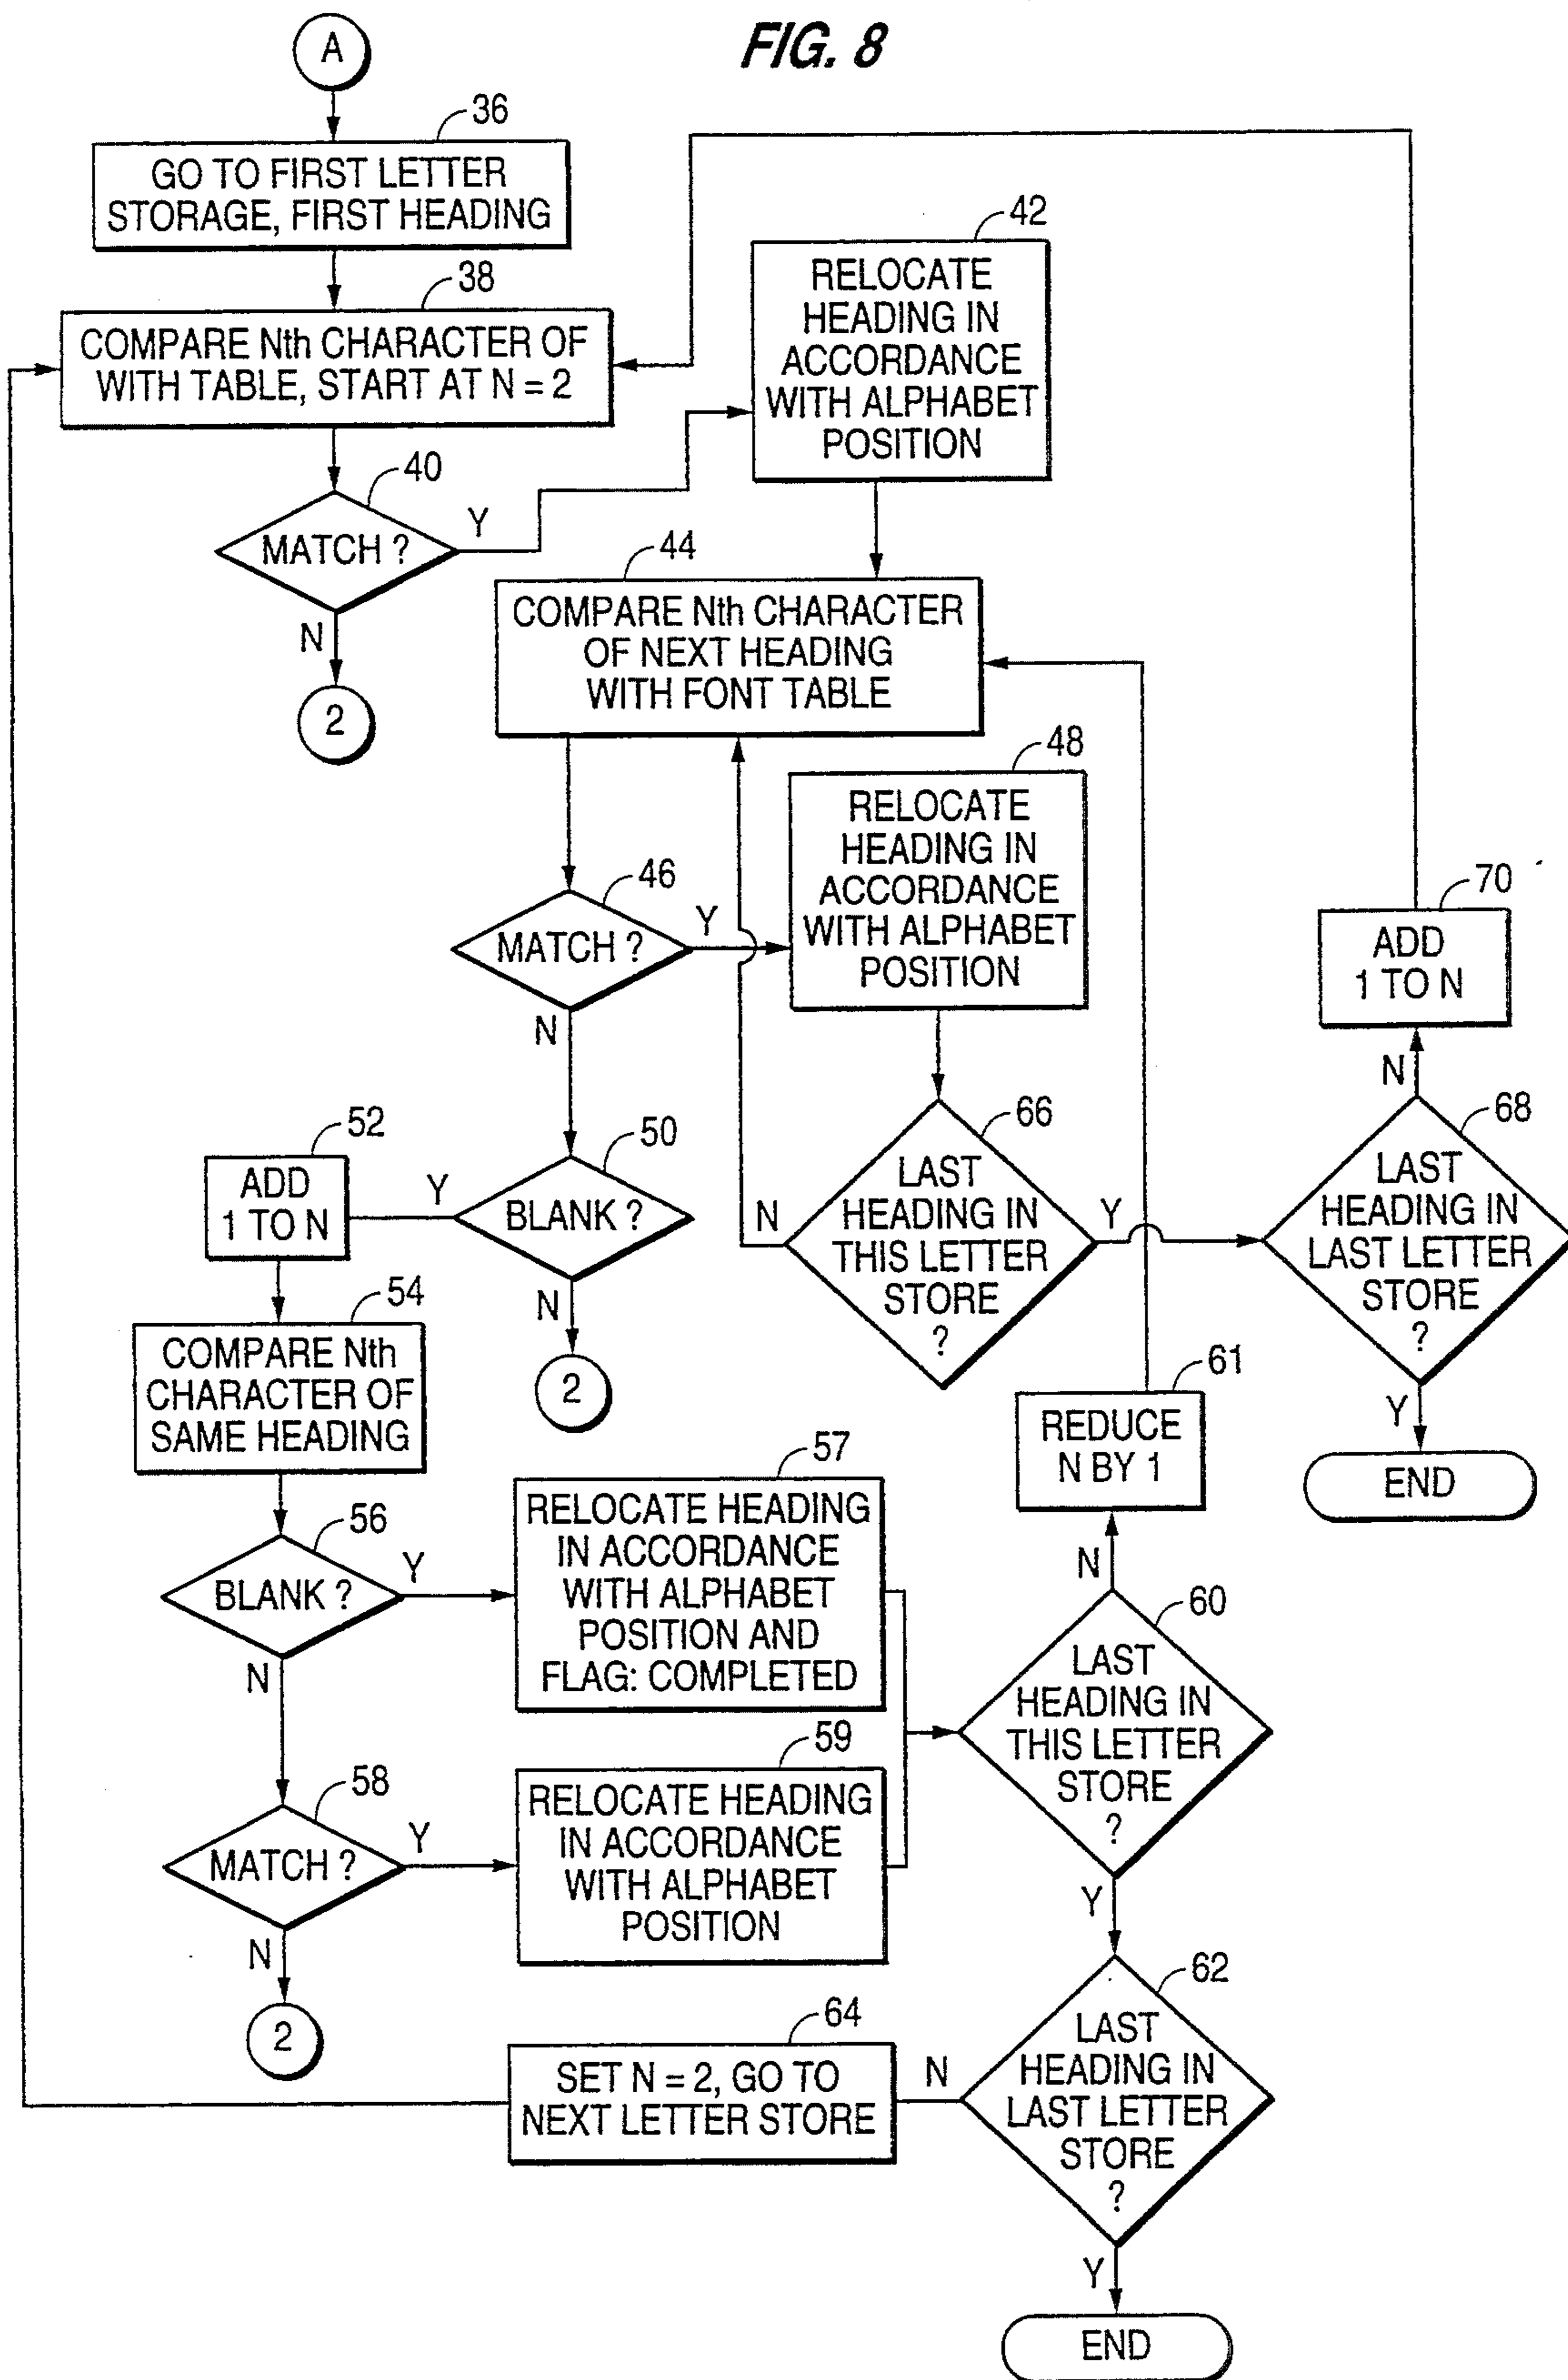 FIG. 8
A
36
GO TO FIRST LETTER
STORAGE, FIRST HEADING
38
COMPARE Nth CHARACTER OF
WITH TABLE, START AT N = 2
40
MATCH ?
Y
N
2
42
RELOCATE
HEADING IN
ACCORDANCE
WITH ALPHABET
POSITION
44
COMPARE Nth CHARACTER
OF NEXT HEADING
WITH FONT TABLE
46
MATCH ?
Y
N
48
RELOCATE
HEADING IN
ACCORDANCE
WITH ALPHABET
POSITION
50
BLANK ?
Y
N
2
52
ADD
1 TO N
54
COMPARE Nth
CHARACTER OF
SAME HEADING
56
BLANK ?
Y
N
57
RELOCATE HEADING
IN ACCORDANCE
WITH ALPHABET
POSITION AND
FLAG: COMPLETED
58
MATCH ?
Y
N
2
59
RELOCATE HEADING
IN ACCORDANCE
WITH ALPHABET
POSITION
60
LAST
HEADING IN
THIS LETTER
STORE
?
N
Y
61
REDUCE
N BY 1
62
LAST
HEADING IN
LAST LETTER
STORE
?
N
Y
END
64
SET N = 2, GO TO
NEXT LETTER STORE
66
LAST
HEADING IN
THIS LETTER
STORE
?
N
Y
68
LAST
HEADING IN
LAST LETTER
STORE
?
N
Y
END
70
ADD
1 TO N